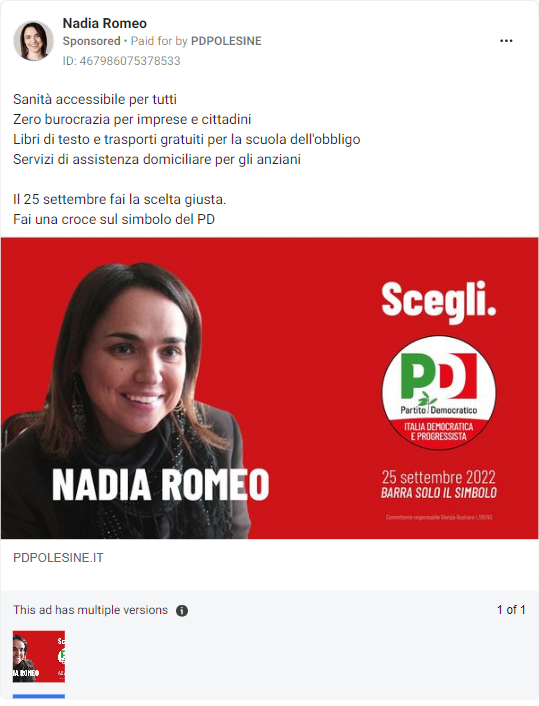 Nadia Romeo
Sponsored • Paid for by PDPOLESINE
ID: 467986075378533
Sanità accessibile per tutti
Zero burocrazia per imprese e cittadini
Libri di testo e trasporti gratuiti per la scuola dell'obbligo
Servizi di assistenza domiciliare per gli anziani
Il 25 settembre fai la scelta giusta.
Fai una croce sul simbolo del PD
Scegli.
PD
Partito Democratico
ITALIA DEMOCRATICA
E PROGRESSISTA
NADIA ROMEO
25 settembre 2022
BARRA SOLO IL SIMBOLO
Committente responsabile
PDPOLESINE.IT
This ad has multiple versions
1 of 1